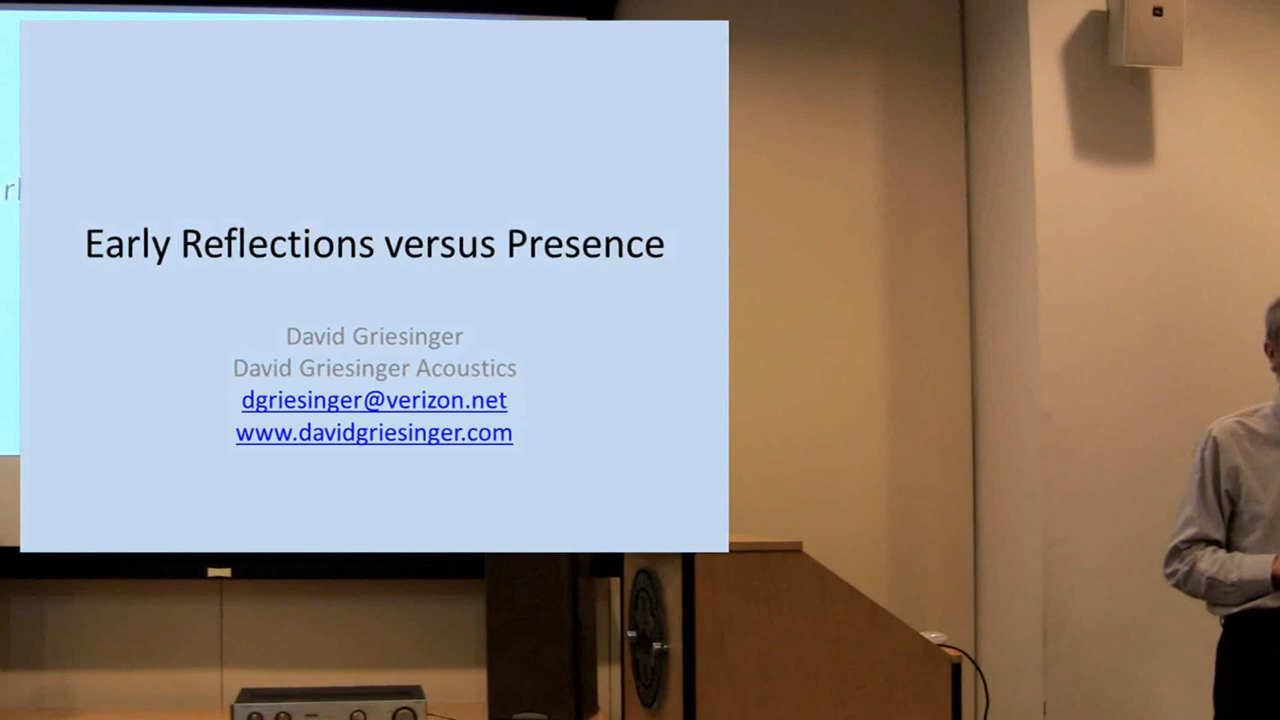 Early Reflections versus Presence
David Griesinger
David Griesinger Acoustics
dgriesinger@verizon.net
www.davidgriesinger.com